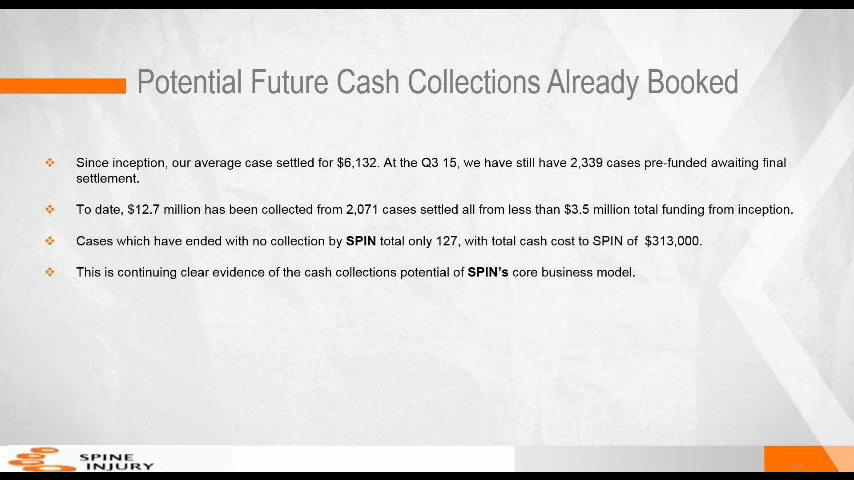 Potential Future Cash Collections Already Booked
Since inception, our average case settled for $6,132. At the Q3 15, we have still have 2,339 cases pre-funded awaiting final
settlement.
To date, $12.7 million has been collected from 2,071 cases settled all from less than $3.5 million total funding from inception.
Cases which have ended with no collection by SPIN total only 127, with total cash cost to SPIN of $313,000.
This is continuing clear evidence of the cash collections potential of SPIN's core business model.
SPINE
INJURY